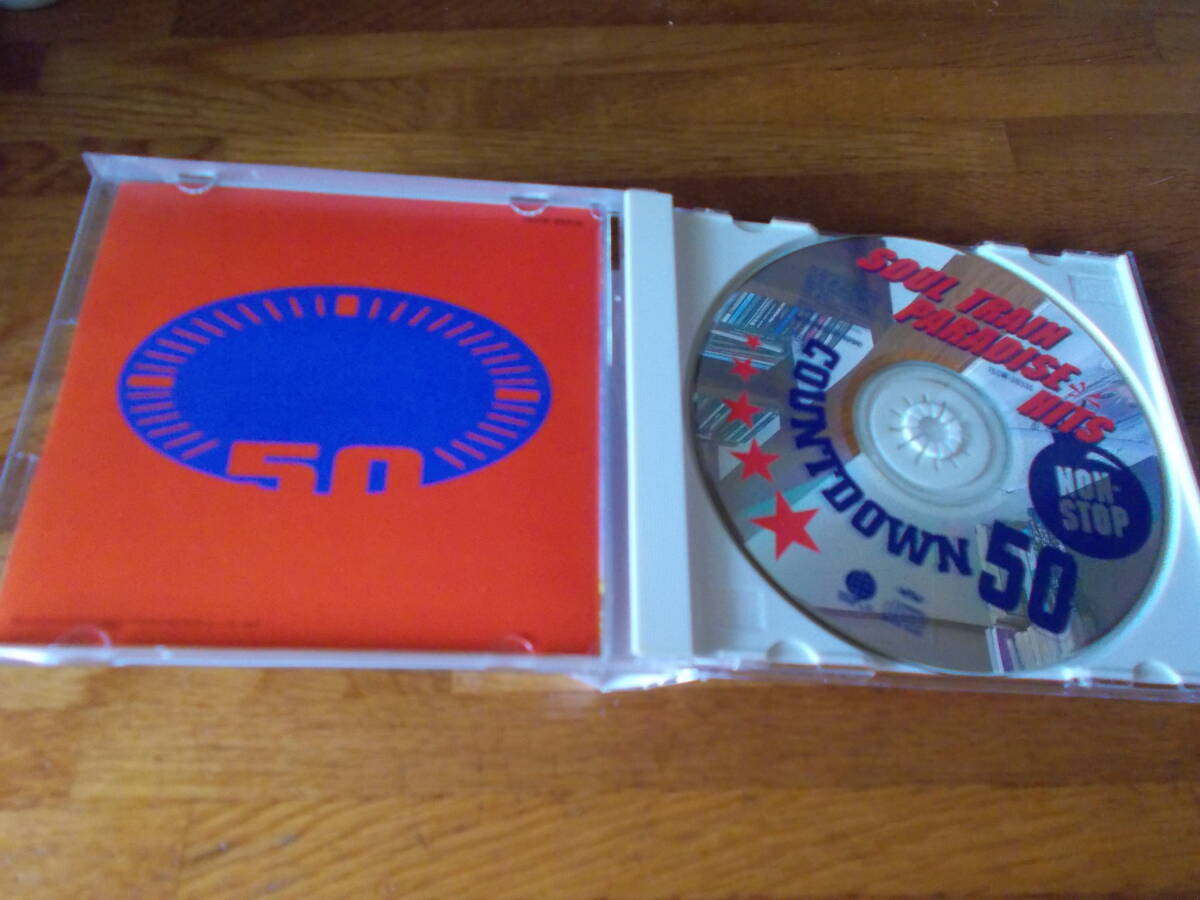 50
SOUL TRAIN
PARADISE
HITS
NON-
STOP
COUNTDOWN 50